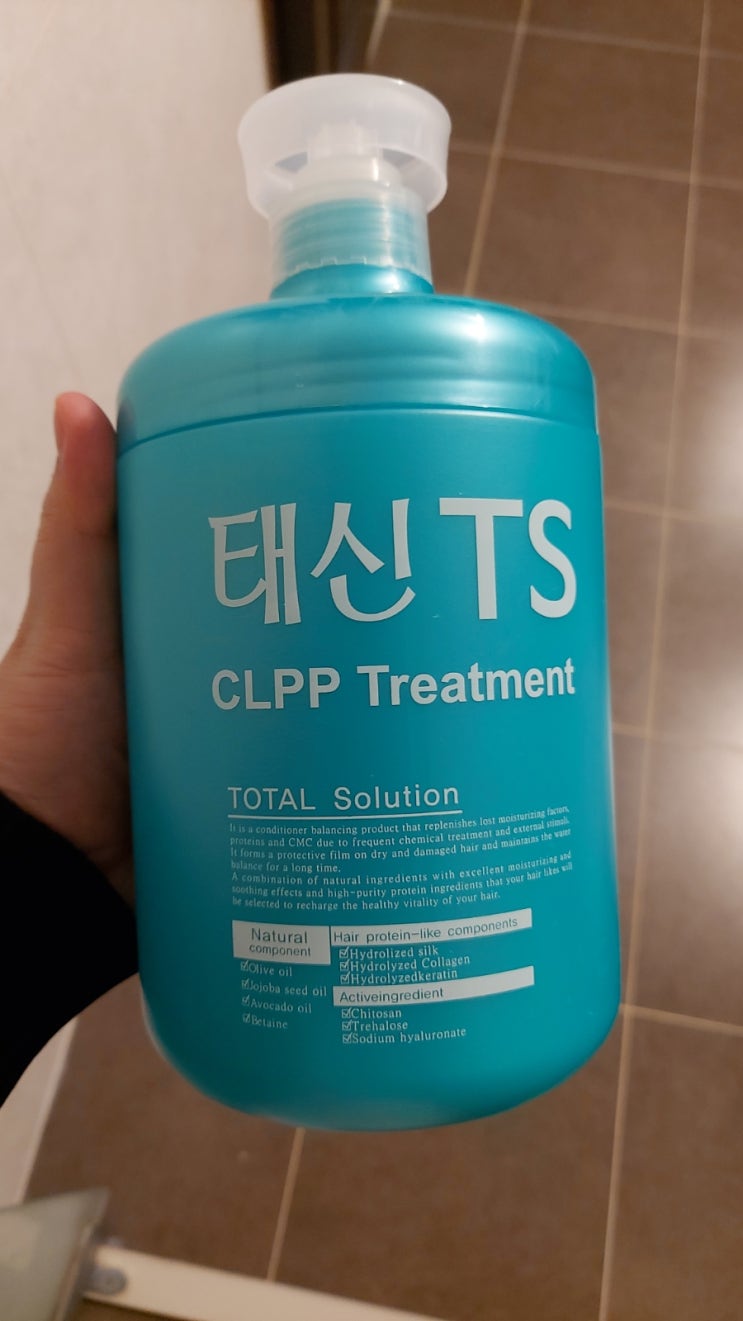 태신 TS
CLPP Treatment
TOTAL Solution
It is a conditioner balancing product that replenishes lost moisturizing factors,
proteins and CMC due to frequent chemical treatment and external stimuli.
It forms a protective film on dry and damaged hair and maintains the water
balance for a long time.
A combination of natural ingredients with excellent moisturizing and
soothing effects and high-purity protein ingredients that your hair likes will
be selected to recharge the healthy vitality of your hair.
Natural
component
☑Olive oil
☑Jojoba seed oil
☑Avocado oil
☑Betaine
Hair protein-like components
☑Hydrolized silk
☑Hydrolyzed Collagen
☑Hydrolyzedkeratin
Activeingredient
☑Chitosan
☑Trehalose
☑Sodium hyaluronate